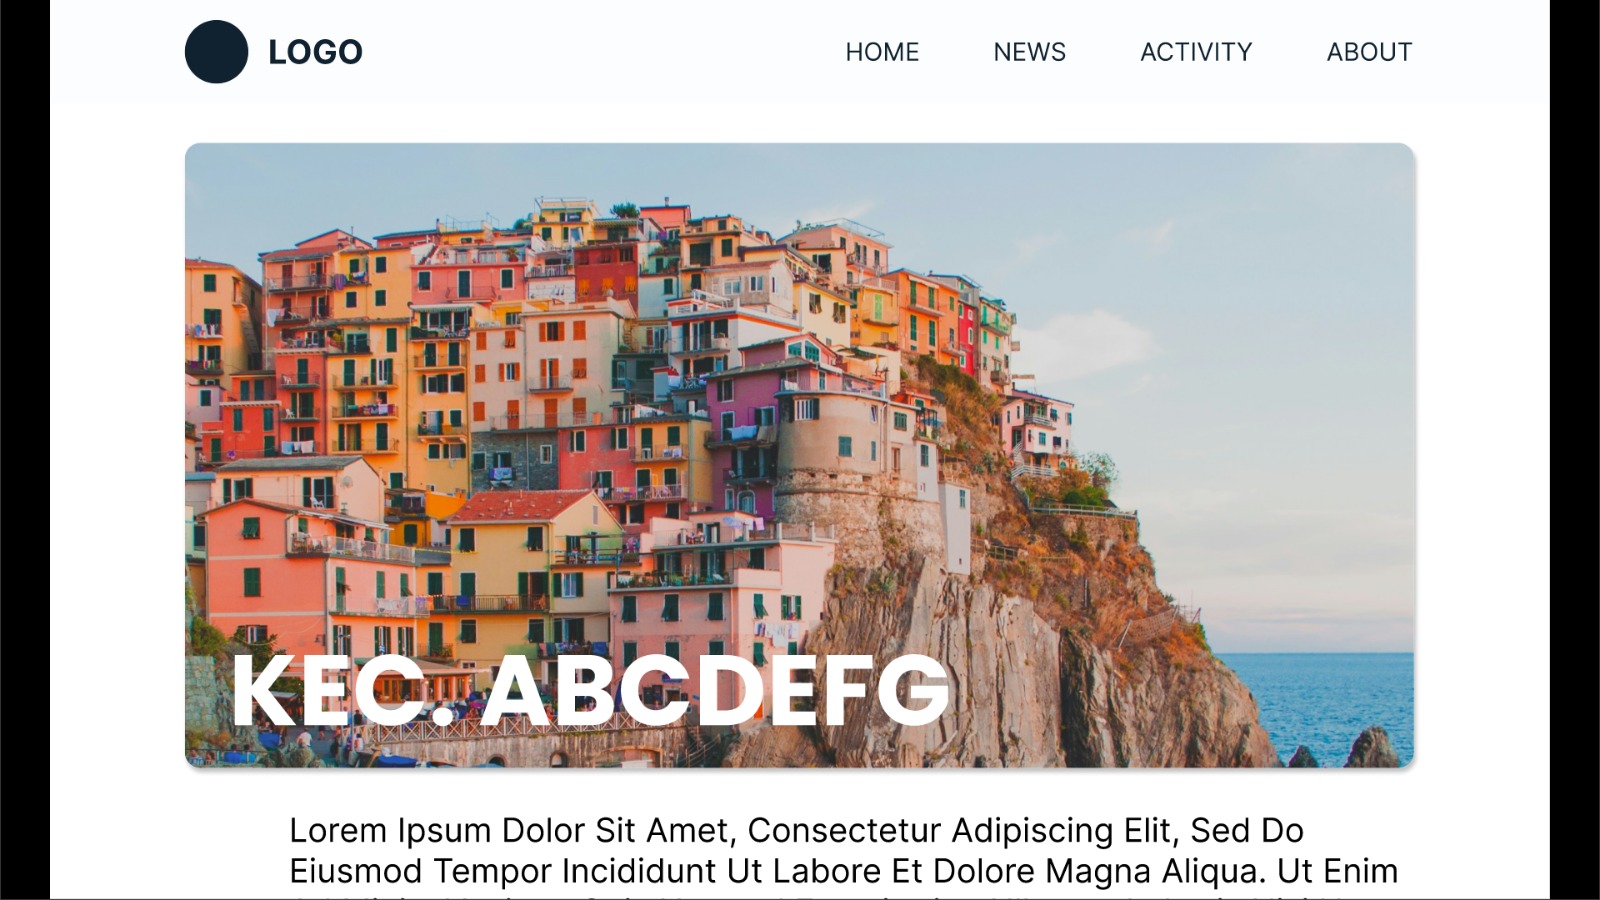 LOGO
HOME NEWS ACTIVITY ABOUT
KEC. ABCDEFG
Lorem Ipsum Dolor Sit Amet, Consectetur Adipiscing Elit, Sed Do
Eiusmod Tempor Incididunt Ut Labore Et Dolore Magna Aliqua. Ut Enim